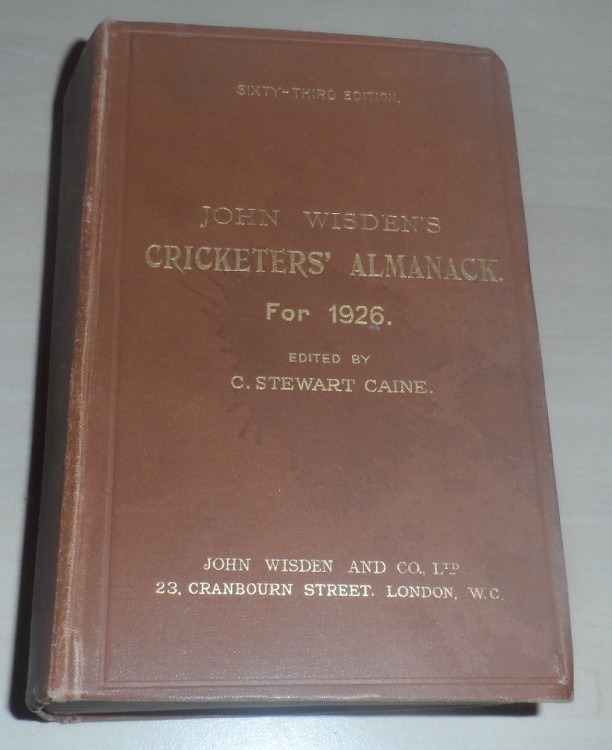 SIXTY-THIRD EDITION.
JOHN WISDEN'S
CRICKETERS' ALMANACK.
For 1926.
EDITED BY
C. STEWART CAINE.
JOHN WISDEN AND CO., LTD
23, CRANBOURN STREET. LONDON, W.C.